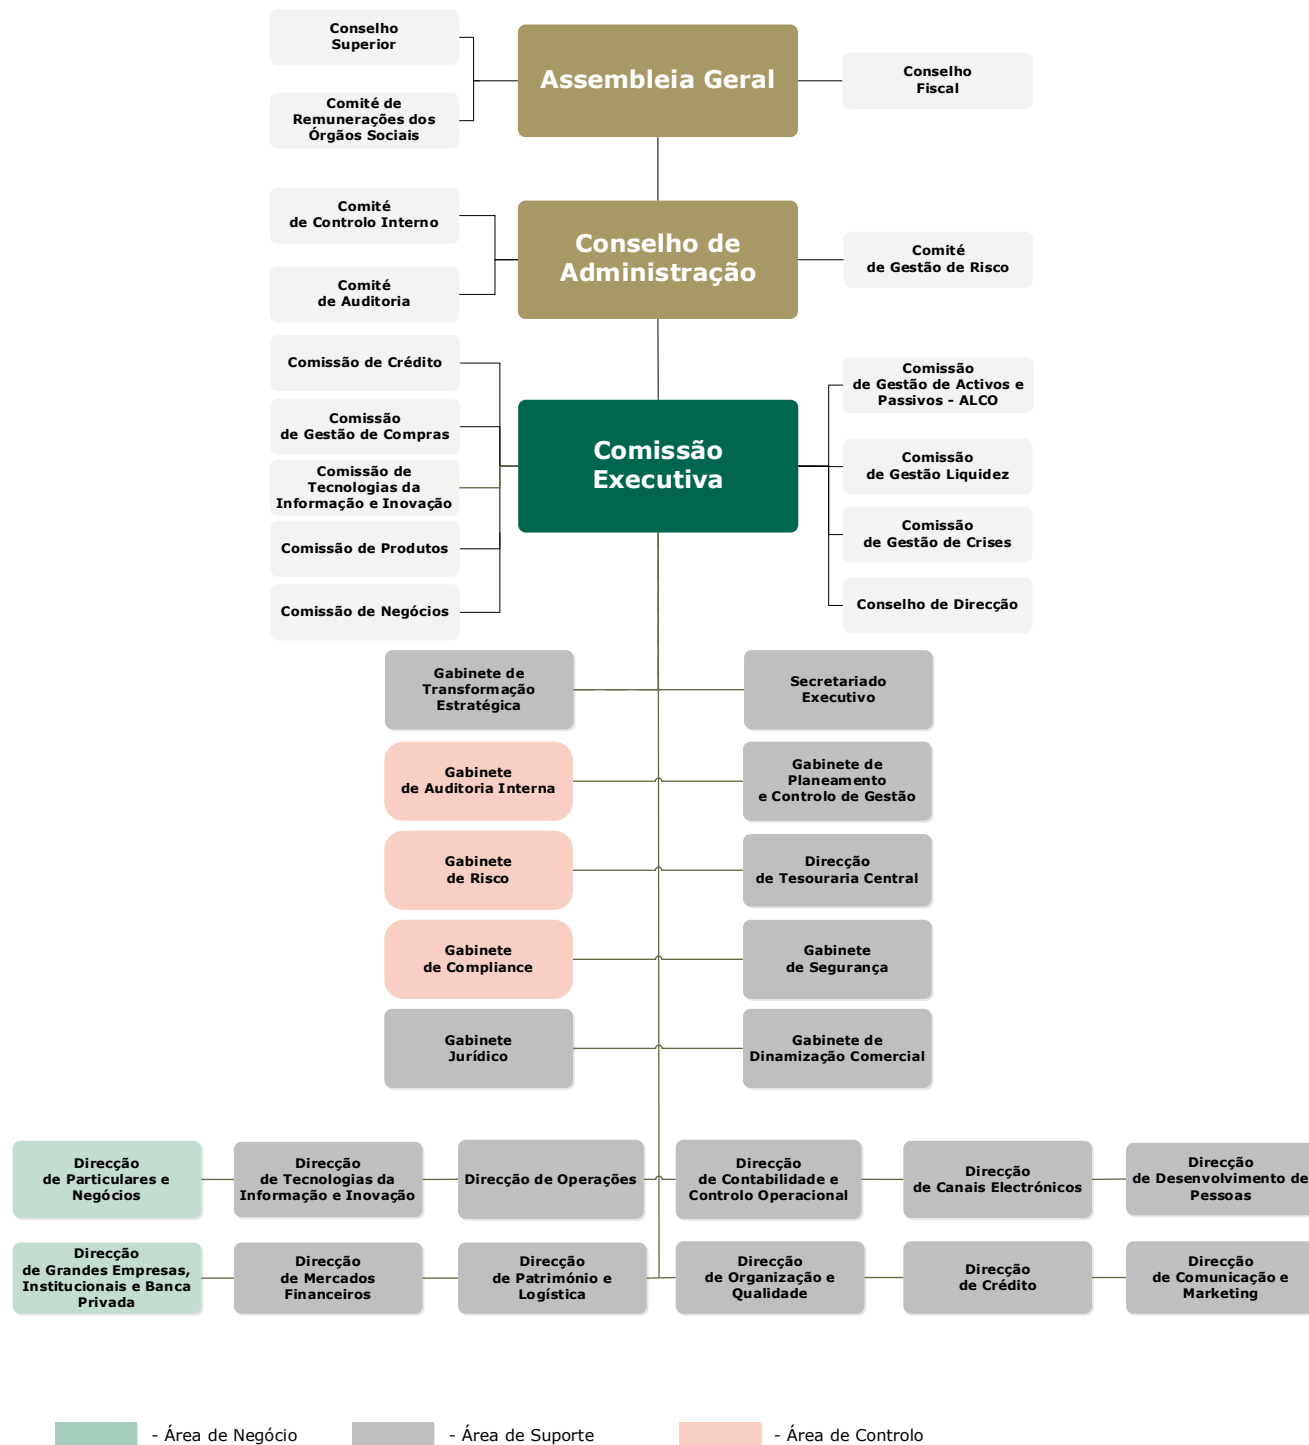 Conselho
Superior
Assembleia Geral
Conselho
Fiscal
Comité de
Remunerações dos
Órgãos Sociais
Comité
de Controlo Interno
Conselho de
Administração
Comité
de Gestão de Risco
Comité
de Auditoria
Comissão de Crédito
Comissão
de Gestão de Activos e
Passivos - ALCO
Comissão
de Gestão de Compras
Comissão
Executiva
Comissão
de Gestão Liquidez
Comissão de
Tecnologias da
Informação e Inovação
Comissão
de Gestão de Crises
Comissão de Produtos
Comissão de Negócios
Conselho de Direcção
Gabinete de
Transformação
Estratégica
Secretariado
Executivo
Gabinete
de Auditoria Interna
Gabinete de
Planeamento
e Controlo de Gestão
Gabinete
de Risco
Direcção
de Tesouraria Central
Gabinete
de Compliance
Gabinete
de Segurança
Gabinete
Jurídico
Gabinete de
Dinamização Comercial
Direcção
de Particulares e
Negócios
Direcção
de Tecnologias da
Informação e Inovação
Direcção de Operações
Direcção
de Contabilidade e
Controlo Operacional
Direcção
de Canais Electrónicos
Direcção
de Desenvolvimento de
Pessoas
Direcção
de Grandes Empresas,
Institucionais e Banca
Privada
Direcção
de Mercados
Financeiros
Direcção
de Património e
Logística
Direcção
de Organização e
Qualidade
Direcção
de Crédito
Direcção
de Comunicação e
Marketing
- Área de Negócio
- Área de Suporte
- Área de Controlo